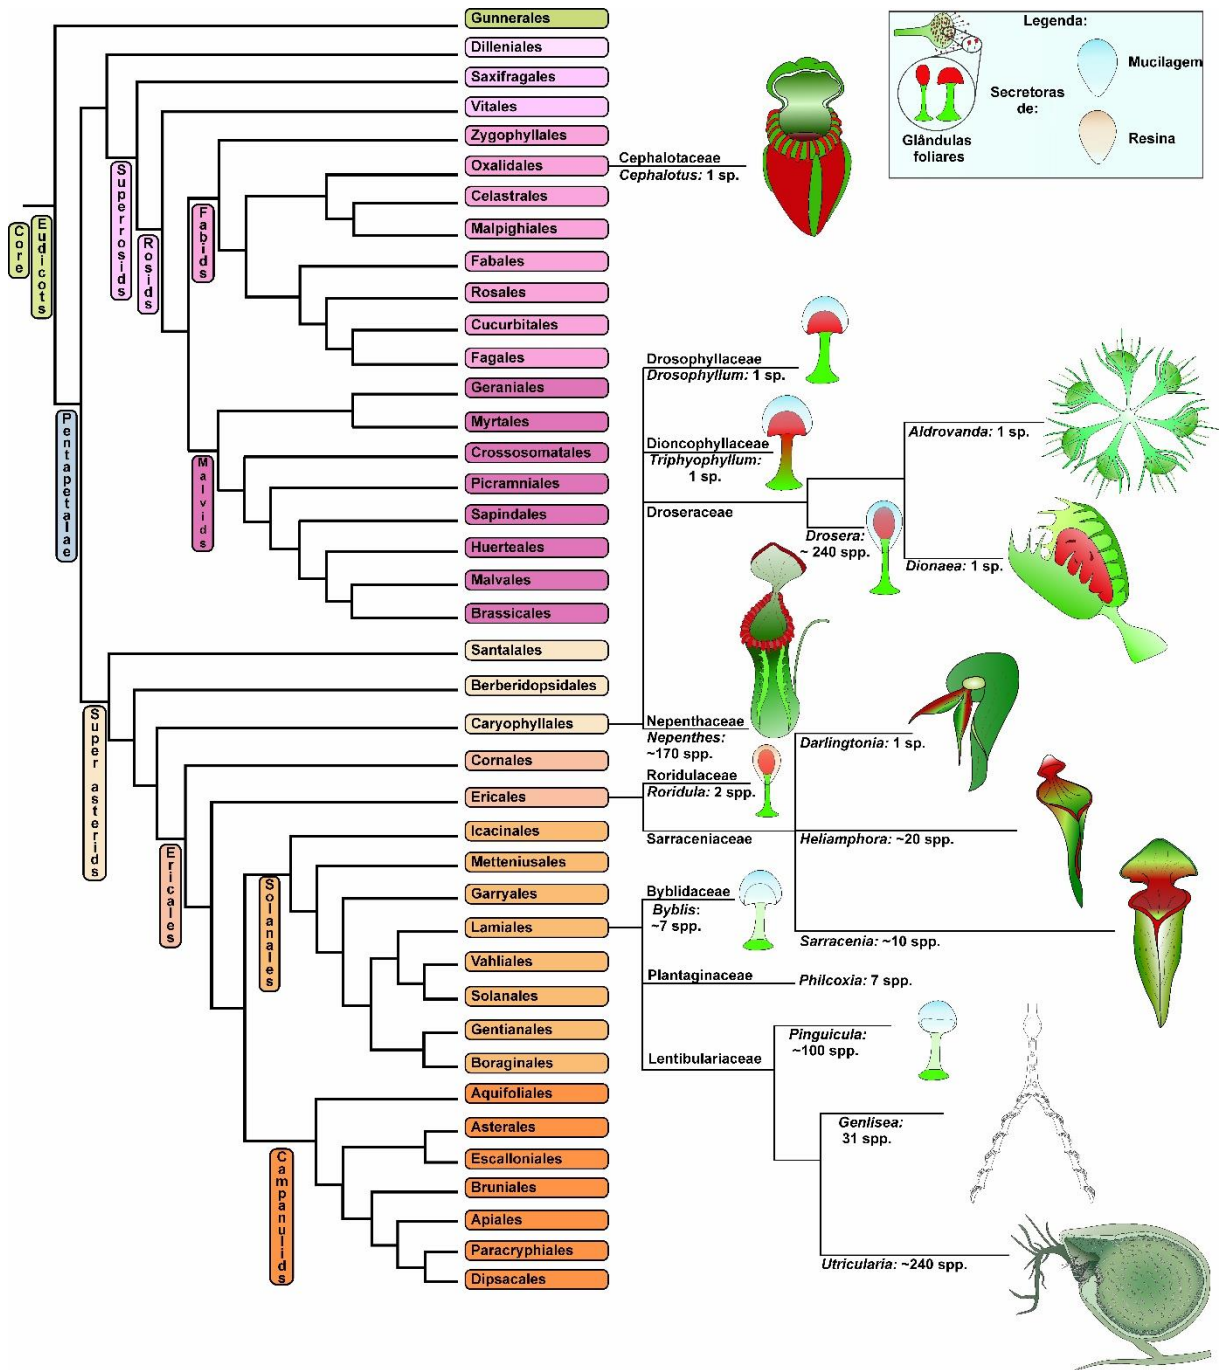 Gunnerales
Dilleniales
Saxifragales
Vitales
Zygophyllales
Oxalidales
Celastrales
Malpighiales
Fabales
Rosales
Cucurbitales
Fagales
Geraniales
Myrtales
Crossosomatales
Picramniales
Sapindales
Huerteales
Malvales
Brassicales
Santalales
Berberidopsidales
Caryophyllales
Cornales
Ericales
Icacinales
Metteniusales
Garryales
Lamiales
Vahliales
Solanales
Gentianales
Boraginales
Aquifoliales
Asterales
Escalloniales
Bruniales
Apiales
Paracryphiales
Dipsacales
Core
Eudicots
Pentapetalae
Superrosids
Rosids
Fabids
Malvids
Super asterids
Ericales
Solanales
Campanulids
Legenda:
Mucilagem
Secretoras
de:
Resina
Glândulas
foliares
Cephalotaceae
Cephalotus: 1 sp.
Drosophyllaceae
Drosophyllum: 1 sp.
Dioncophyllaceae
Triphyophyllum:
1 sp.
Droseraceae
Aldrovanda: 1 sp.
Drosera:
~ 240 spp.
Dionaea: 1 sp.
Nepenthaceae
Nepenthes:
~170 spp.
Roridulaceae
Roridula: 2 spp.
Sarraceniaceae
Darlingtonia: 1 sp.
Heliamphora: ~20 spp.
Sarracenia: ~10 spp.
Byblidaceae
Byblis:
~7 spp.
Plantaginaceae
Philcoxia: 7 spp.
Lentibulariaceae
Pinguicula:
~100 spp.
Genlisea:
31 spp.
Utricularia: ~240 spp.